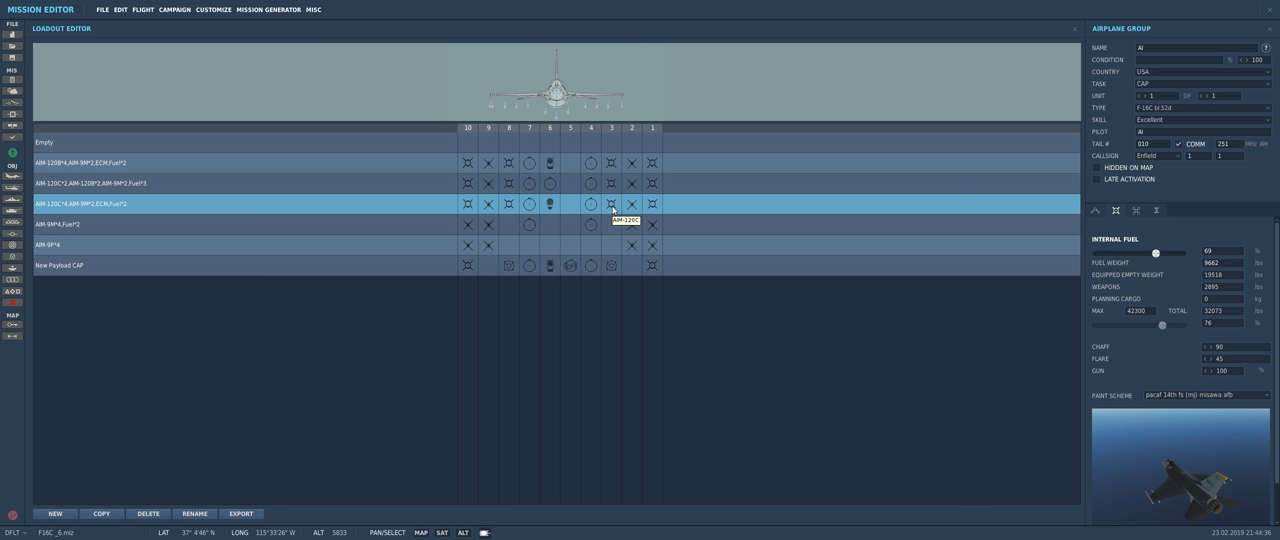 MISSION EDITOR FILE EDIT FLIGHT CAMPAIGN CUSTOMIZE MISSION GENERATOR MISC
FILE
MIS
OBJ
MAP
LOADOUT EDITOR
10 9 8 7 6 5 4 3 2 1
Empty
AIM-120B*4,AIM-9M*2,ECM,Fuel*2
AIM-120C*2,AIM-120B*2,AIM-9M*2,Fuel*3
AIM-120C*4,AIM-9M*2,ECM,Fuel*2
AIM-120C
AIM-9M*4,Fuel*2
AIM-9P*4
New Payload CAP
NEW COPY DELETE RENAME EXPORT
AIRPLANE GROUP
NAME AI ?
CONDITION % < > 100
COUNTRY USA
TASK CAP
UNIT < > 1 OF < > 1
TYPE F-16C bl.52d
SKILL Excellent
PILOT AI
TAIL # 010 COMM 251 MHz AM
CALLSIGN Enfield 1 1
HIDDEN ON MAP
LATE ACTIVATION
Σ
INTERNAL FUEL
69 %
FUEL WEIGHT 9662 lbs
EQUIPPED EMPTY WEIGHT 19518 lbs
WEAPONS 2895 lbs
PLANNING CARGO 0 kg
MAX 42300 TOTAL 32073 lbs
76 %
CHAFF < > 90
FLARE < > 45
GUN < > 100 %
PAINT SCHEME pacaf 14th fs (mj) misawa afb
DFLT F16C _6.miz LAT 37° 4'46" N LONG 115°33'26" W ALT 5833 PAN/SELECT MAP SAT ALT 23.02.2019 21:44:36